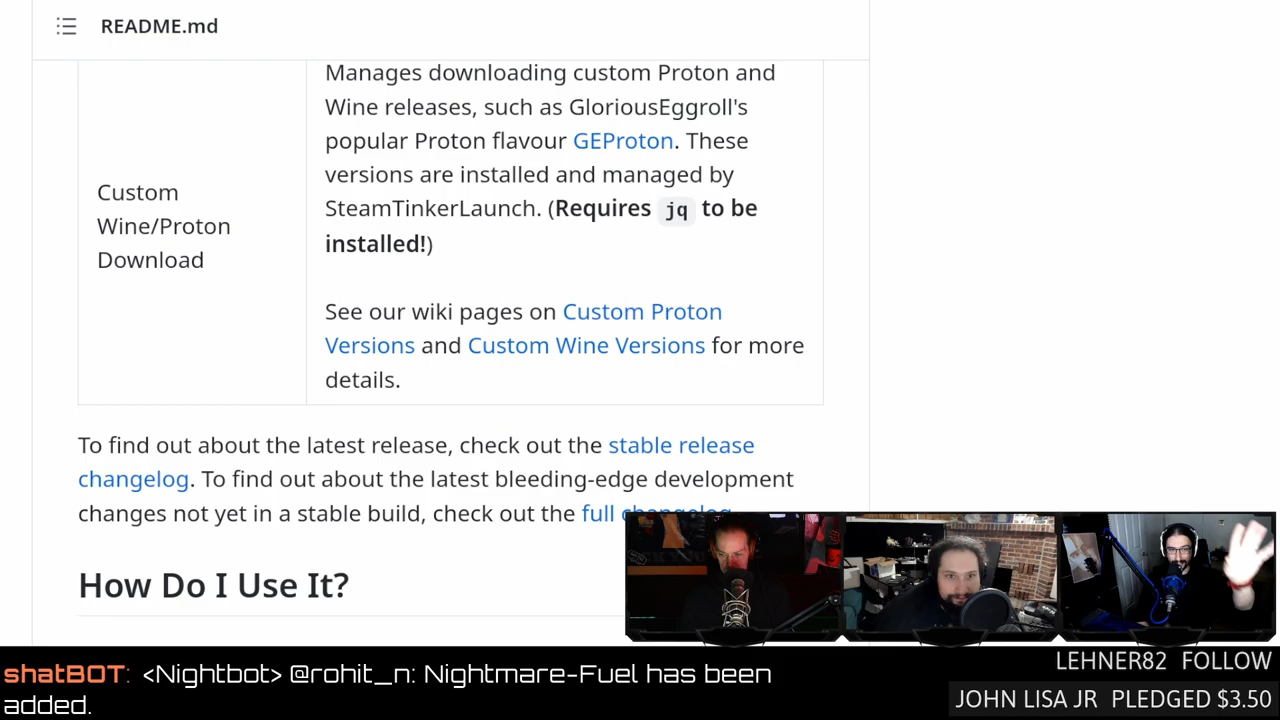 README.md
Manages downloading custom Proton and
Wine releases, such as GloriousEggroll's
popular Proton flavour GEProton. These
versions are installed and managed by
SteamTinkerLaunch. (Requires jq to be
installed!)
Custom
Wine/Proton
Download
See our wiki pages on Custom Proton
Versions and Custom Wine Versions for more
details.
To find out about the latest release, check out the stable release
changelog. To find out about the latest bleeding-edge development
changes not yet in a stable build, check out the full changelog.
How Do I Use It?
shatBOT: <Nightbot> @rohit_n: Nightmare-Fuel has been
added.
LEHNER82 FOLLOW
JOHN LISA JR PLEDGED $3.50